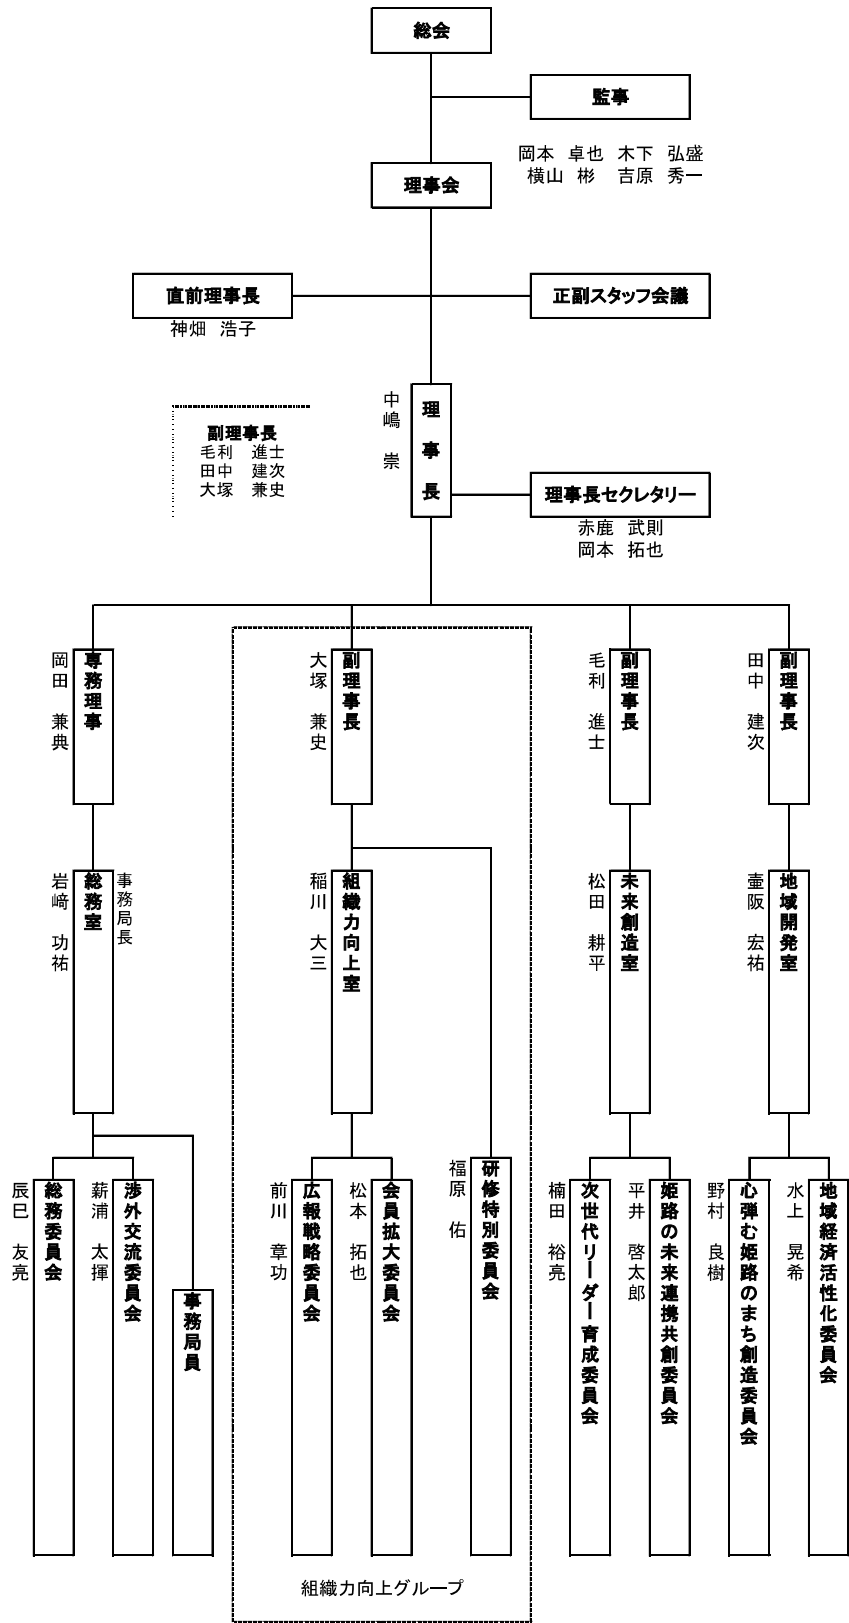 総会
監事
岡本 卓也 木下 弘盛
横山 彬 吉原 秀一
理事会
直前理事長
神畑 浩子
正副スタッフ会議
理事長
中嶋 崇
副理事長
毛利 進士
田中 建次
大塚 兼史
理事長セクレタリー
赤鹿 武則
岡本 拓也
専務理事
岡田 兼典
副理事長
大塚 兼史
副理事長
毛利 進士
副理事長
田中 建次
総務室
岩﨑 功祐
事務局長
組織力向上室
稲川 大三
未来創造室
松田 耕平
地域開発室
壷阪 宏祐
総務委員会
辰巳 友亮
渉外交流委員会
薪浦 太揮
事務局員
広報戦略委員会
前川 章功
会員拡大委員会
松本 拓也
研修特別委員会
福原 佑
次世代リーダー育成委員会
楠田 裕亮
姫路の未来連携共創委員会
平井 啓太郎
心弾む姫路のまち創造委員会
野村 良樹
地域経済活性化委員会
水上 晃希
組織力向上グループ